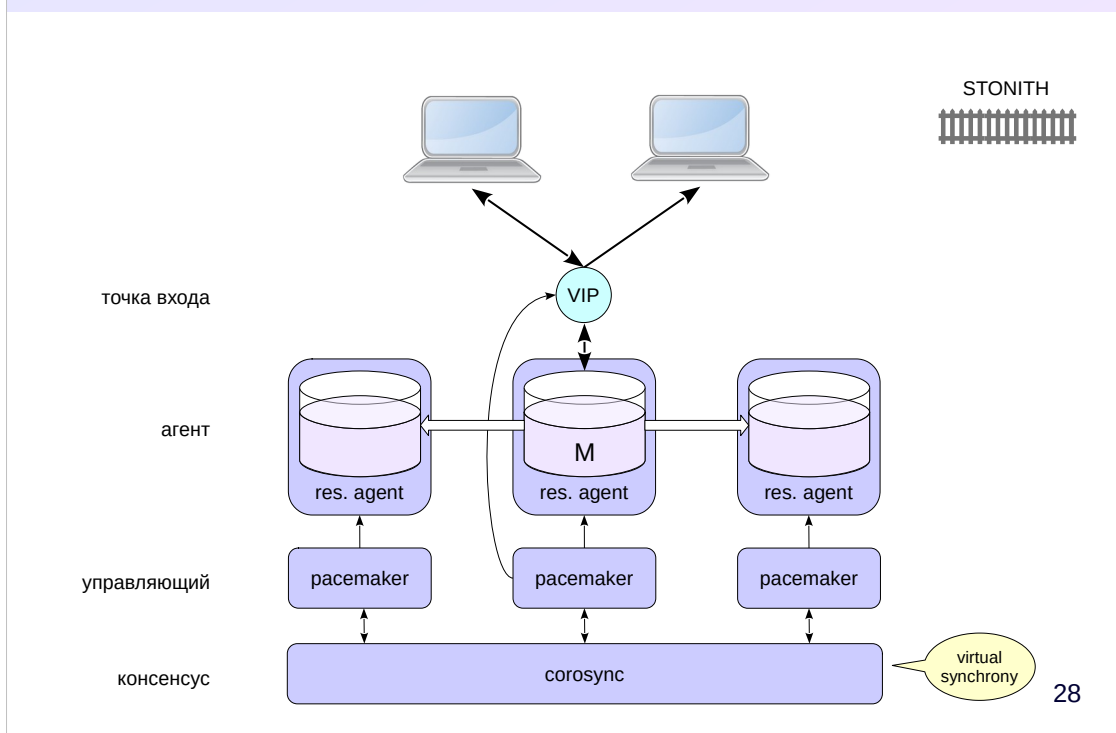 STONITH
точка входа
VIP
агент
M
res. agent
res. agent
res. agent
управляющий
pacemaker
pacemaker
pacemaker
консенсус
corosync
virtual
synchrony
28